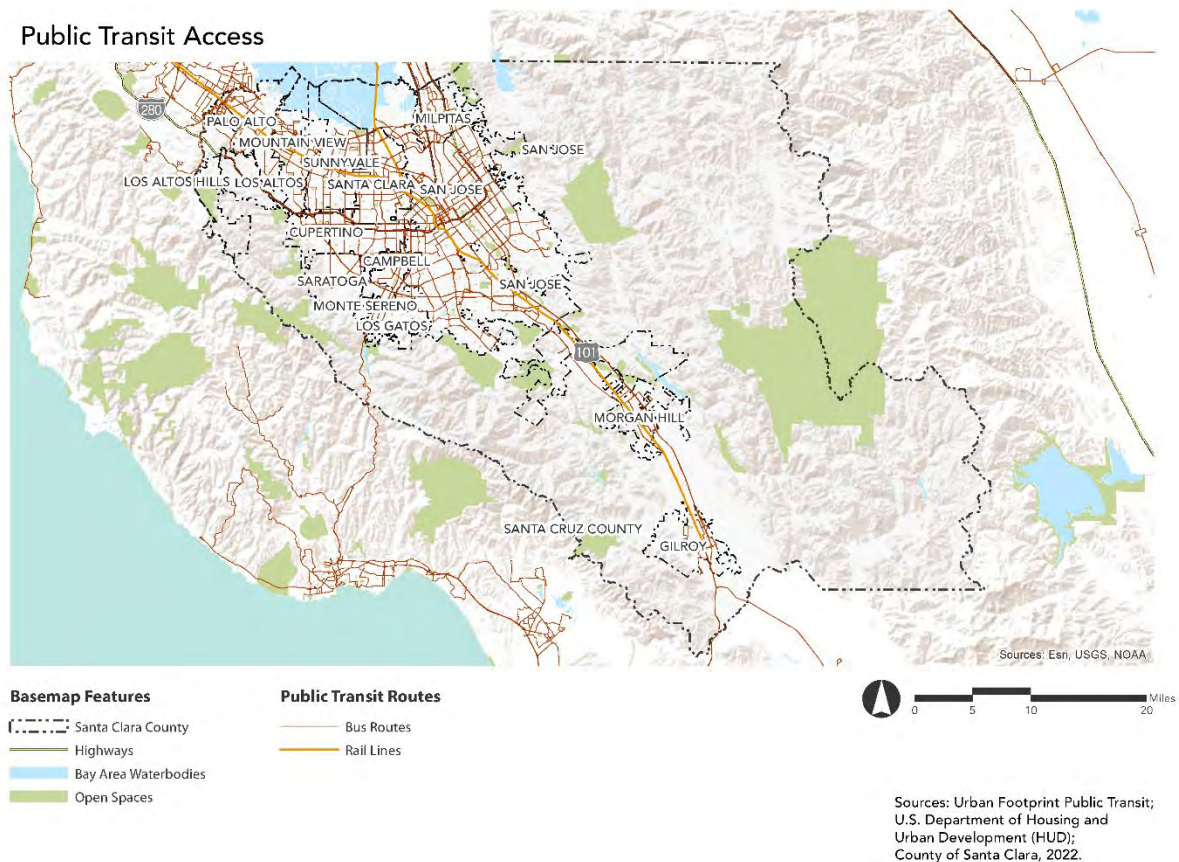 Public Transit Access
280
PALO ALTO
MILPITAS
MOUNTAIN VIEW
SAN JOSE
SUNNYVALE
LOS ALTOS HILLS
LOS ALTOS
SANTA CLARA
SAN JOSE
CUPERTINO
CAMPBELL
SARATOGA
SAN JOSE
MONTE SERENO
LOS GATOS
101
MORGAN HILL
SANTA CRUZ COUNTY
GILROY
Sources: Esri, USGS, NOAA
Basemap Features
Santa Clara County
Highways
Bay Area Waterbodies
Open Spaces
Public Transit Routes
Bus Routes
Rail Lines
Miles
0 5 10 20
Sources: Urban Footprint Public Transit;
U.S. Department of Housing and
Urban Development (HUD);
County of Santa Clara, 2022.